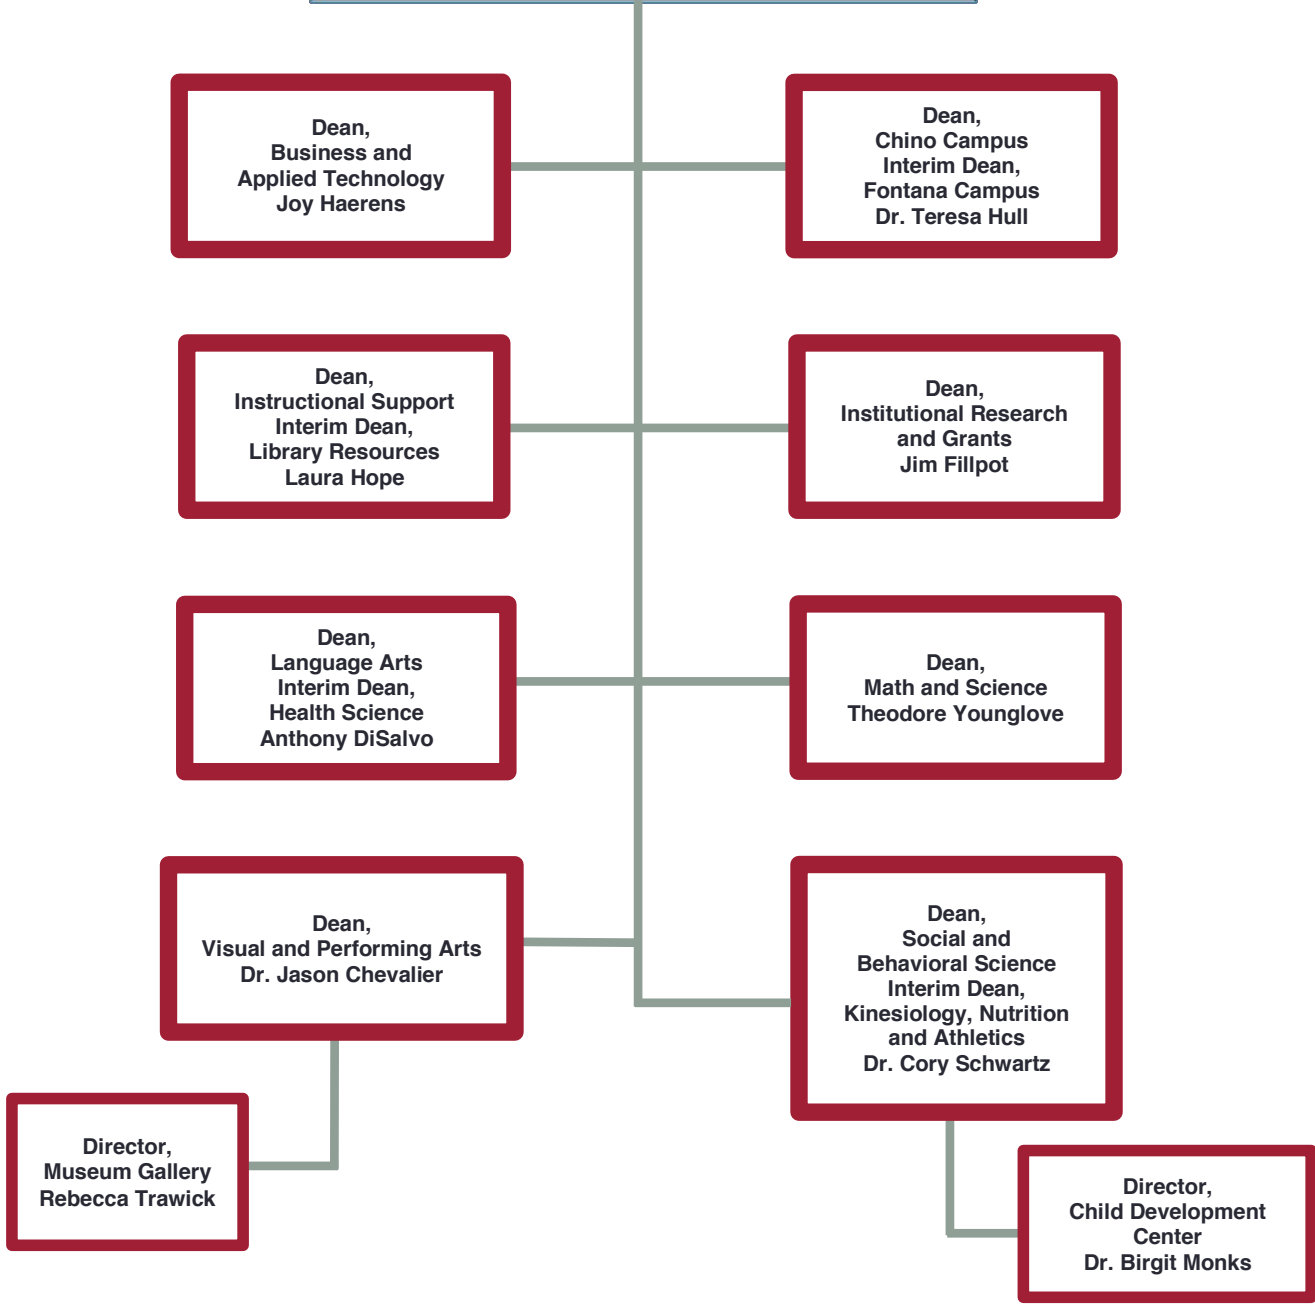 Dean,
Business and
Applied Technology
Joy Haerens
Dean,
Chino Campus
Interim Dean,
Fontana Campus
Dr. Teresa Hull
Dean,
Instructional Support
Interim Dean,
Library Resources
Laura Hope
Dean,
Institutional Research
and Grants
Jim Fillpot
Dean,
Language Arts
Interim Dean,
Health Science
Anthony DiSalvo
Dean,
Math and Science
Theodore Younglove
Dean,
Visual and Performing Arts
Dr. Jason Chevalier
Dean,
Social and
Behavioral Science
Interim Dean,
Kinesiology, Nutrition
and Athletics
Dr. Cory Schwartz
Director,
Museum Gallery
Rebecca Trawick
Director,
Child Development
Center
Dr. Birgit Monks